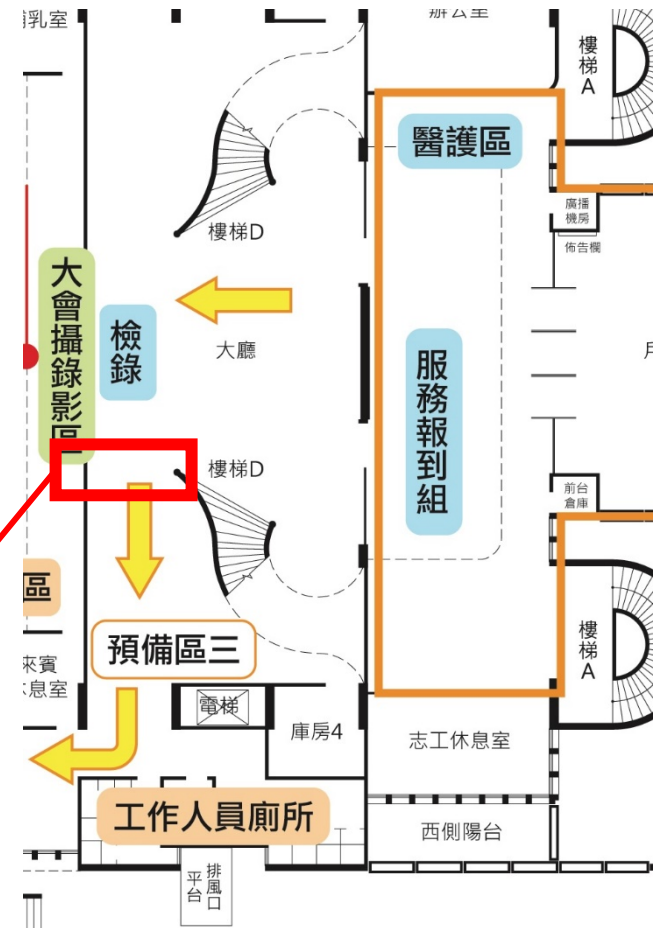 乳室
辦公室
樓梯A
醫護區
廣播
機房
佈告欄
樓梯D
大會攝錄影區
檢錄
大廳
服務報到組
樓梯D
前台
倉庫
區
預備區三
樓梯A
來賓
息室
電梯
庫房4
志工休息室
工作人員廁所
西側陽台
排風口
平台